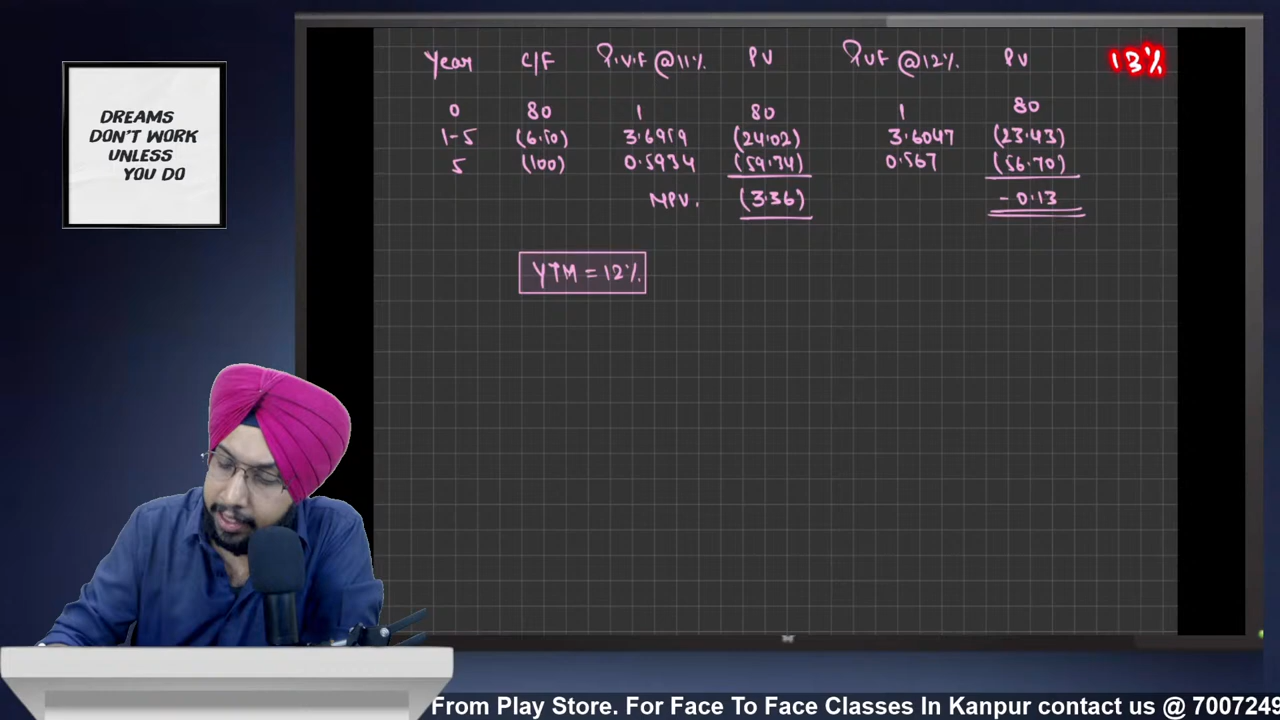 DREAMS
DON'T WORK
UNLESS
YOU DO
Year C/F P.V.F @11% PV PVF @12% PV 13%
0 80 1 80 1 80
1-5 (6.50) 3.6959 (24.02) 3.6047 (23.43)
5 (100) 0.5934 (59.34) 0.567 (56.70)
NPV. (3.36) -0.13
YTM = 12%
From Play Store. For Face To Face Classes In Kanpur contact us @ 7007249